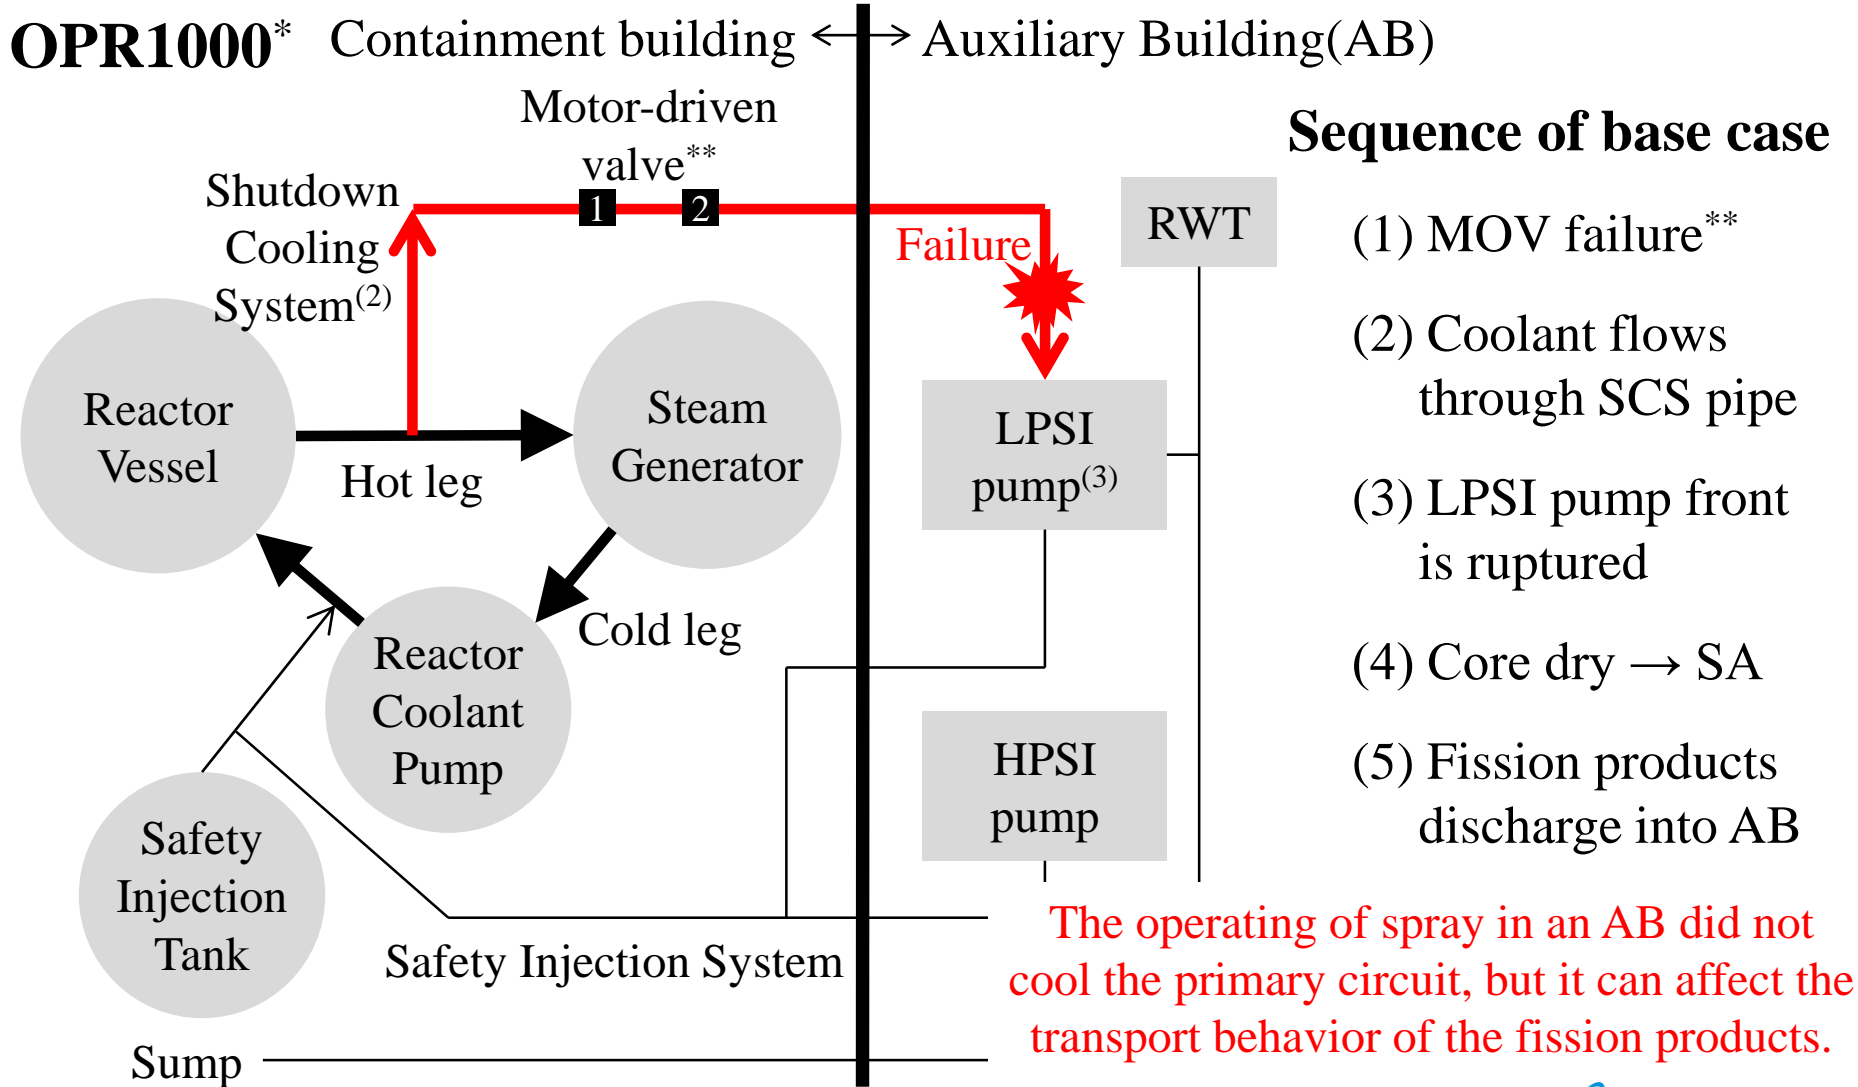 OPR1000*
Containment building
Auxiliary Building(AB)
Motor-driven
valve**
1
2
Shutdown
Cooling
System(2)
Failure
RWT
Reactor
Vessel
Hot leg
Steam
Generator
LPSI
pump(3)
Cold leg
Reactor
Coolant
Pump
HPSI
pump
Safety
Injection
Tank
Safety Injection System
Sump
Sequence of base case
(1) MOV failure**
(2) Coolant flows
through SCS pipe
(3) LPSI pump front
is ruptured
(4) Core dry → SA
(5) Fission products
discharge into AB
The operating of spray in an AB did not
cool the primary circuit, but it can affect the
transport behavior of the fission products.